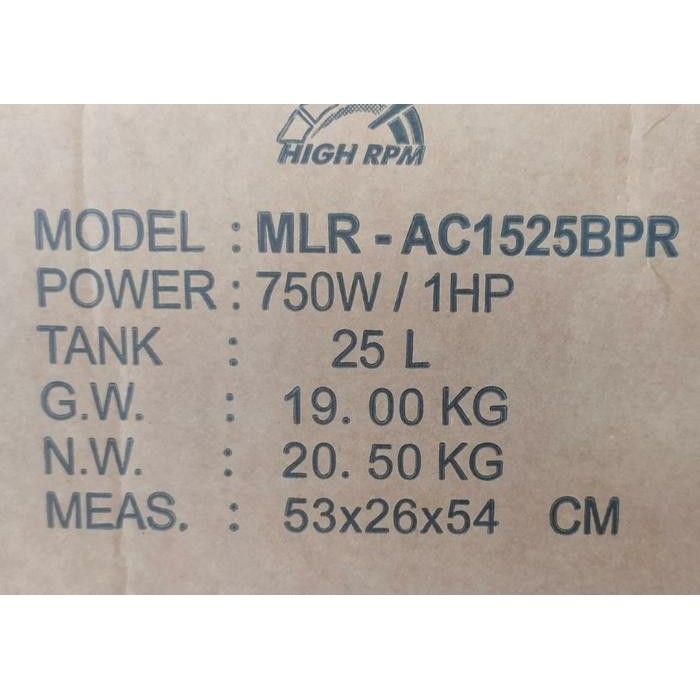 HIGH RPM
MODEL : MLR - AC1525BPR
POWER : 750W / 1HP
TANK : 25 L
G.W. : 19. 00 KG
N.W. : 20. 50 KG
MEAS. : 53x26x54 CM